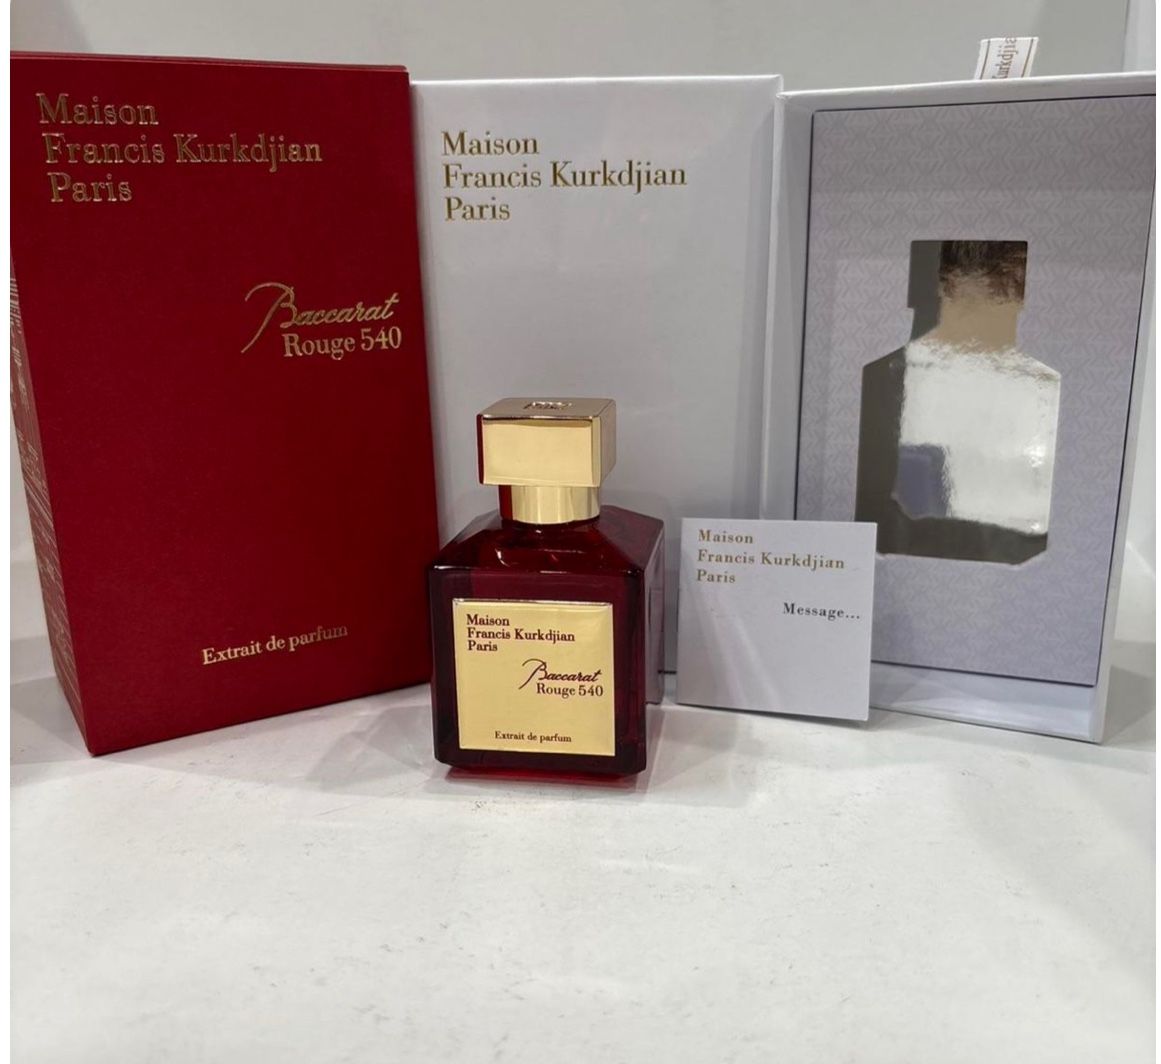 Maison
Francis Kurkdjian
Paris
Baccarat
Rouge 540
Extrait de parfum
Maison
Francis Kurkdjian
Paris
Maison
Francis Kurkdjian
Paris
Baccarat
Rouge 540
Extrait de parfum
Maison
Francis Kurkdjian
Paris
Message...